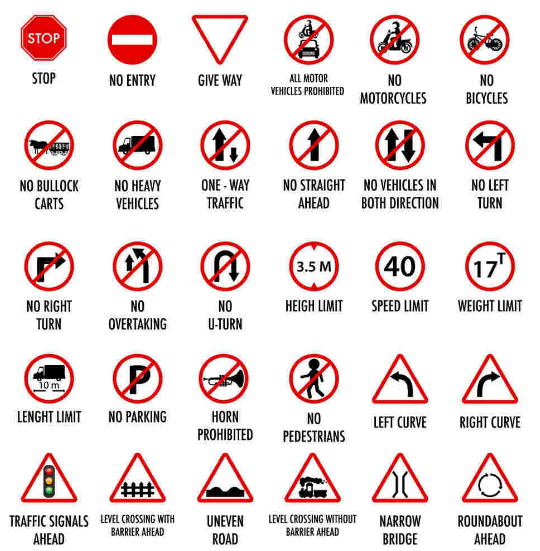 STOP
STOP
NO ENTRY
GIVE WAY
ALL MOTOR
VEHICLES PROHIBITED
NO
MOTORCYCLES
NO
BICYCLES
NO BULLOCK
CARTS
NO HEAVY
VEHICLES
ONE - WAY
TRAFFIC
NO STRAIGHT
AHEAD
NO VEHICLES IN
BOTH DIRECTION
NO LEFT
TURN
NO RIGHT
TURN
NO
OVERTAKING
NO
U-TURN
3.5 M
HEIGH LIMIT
40
SPEED LIMIT
17T
WEIGHT LIMIT
10 m
LENGHT LIMIT
P
NO PARKING
HORN
PROHIBITED
NO
PEDESTRIANS
LEFT CURVE
RIGHT CURVE
TRAFFIC SIGNALS
AHEAD
LEVEL CROSSING WITH
BARRIER AHEAD
UNEVEN
ROAD
LEVEL CROSSING WITHOUT
BARRIER AHEAD
NARROW
BRIDGE
ROUNDABOUT
AHEAD